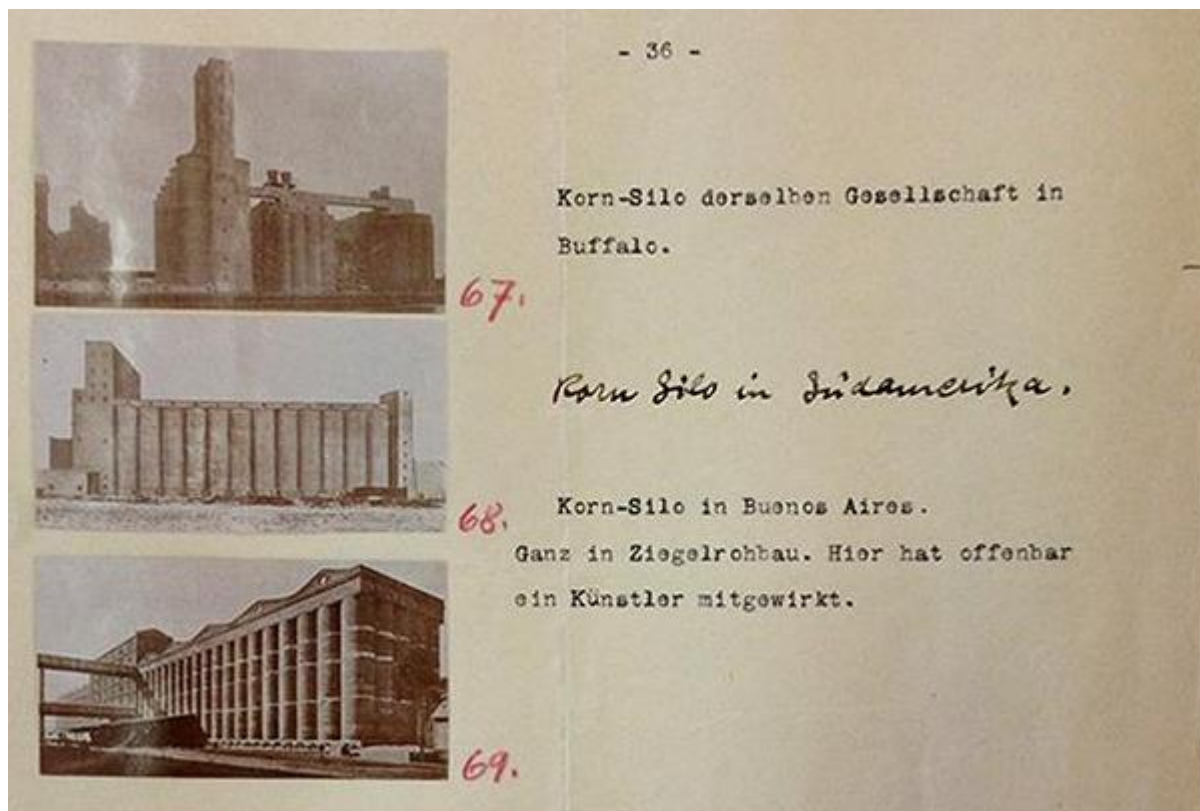 - 36 -
Korn-Silo derselben Gesellschaft in
Buffalo.
67.
Korn Silo in Südamerika.
68.
Korn-Silo in Buenos Aires.
Ganz in Ziegelrohbau. Hier hat offenbar
ein Künstler mitgewirkt.
69.